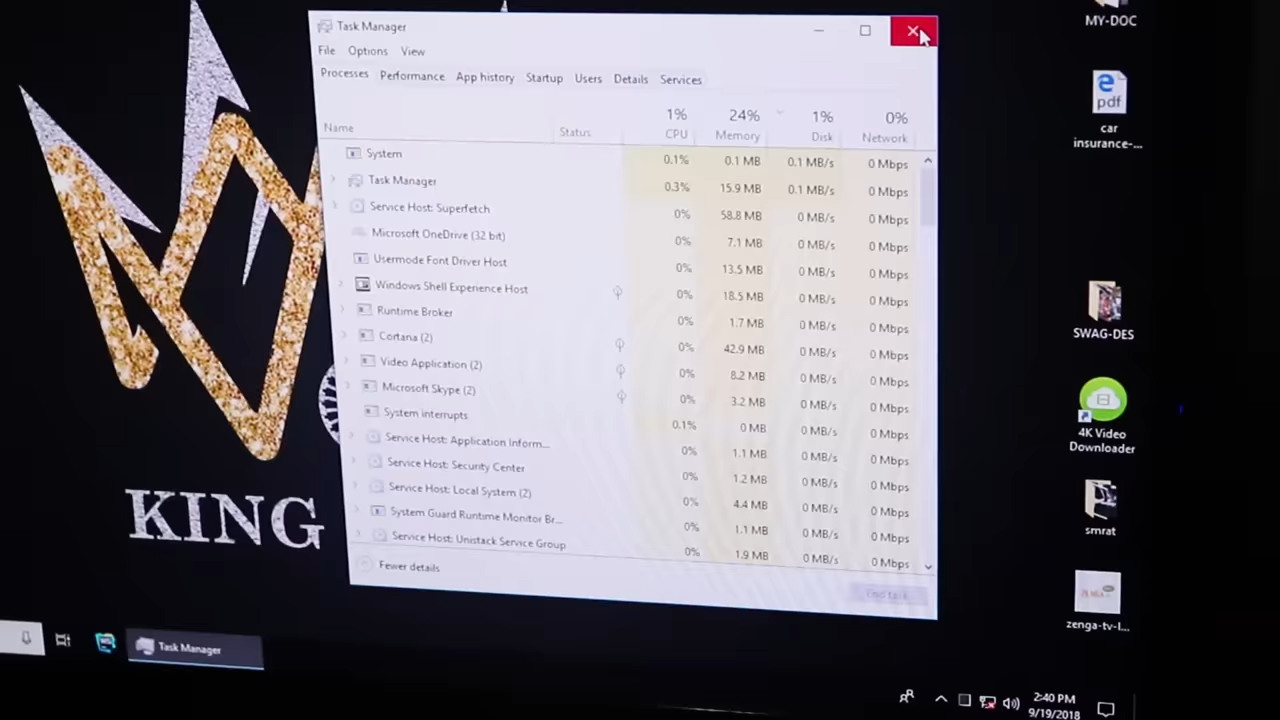 Task Manager
File Options View
Processes Performance App history Startup Users Details Services
1% 24% 1% 0%
Name Status CPU Memory Disk Network
System 0.1% 0.1 MB 0.1 MB/s 0 Mbps
Task Manager 0.3% 15.9 MB 0.1 MB/s 0 Mbps
Service Host: Superfetch 0% 58.8 MB 0 MB/s 0 Mbps
Microsoft OneDrive (32 bit) 0% 7.1 MB 0 MB/s 0 Mbps
Usermode Font Driver Host 0% 13.5 MB 0 MB/s 0 Mbps
Windows Shell Experience Host 0% 18.5 MB 0 MB/s 0 Mbps
Runtime Broker 0% 1.7 MB 0 MB/s 0 Mbps
Cortana (2) 0% 42.9 MB 0 MB/s 0 Mbps
Video Application (2) 0% 8.2 MB 0 MB/s 0 Mbps
Microsoft Skype (2) 0% 3.2 MB 0 MB/s 0 Mbps
System interrupts 0.1% 0 MB 0 MB/s 0 Mbps
Service Host: Application Inform... 0% 1.1 MB 0 MB/s 0 Mbps
Service Host: Security Center 0% 1.2 MB 0 MB/s 0 Mbps
Service Host: Local System (2) 0% 4.4 MB 0 MB/s 0 Mbps
System Guard Runtime Monitor Br... 0% 1.1 MB 0 MB/s 0 Mbps
Service Host: Unistack Service Group 0% 1.9 MB 0 MB/s 0 Mbps
Fewer details
End task
KING
MY-DOC
pdf
car
insurance-...
SWAG-DES
4K Video
Downloader
smrat
zenga-tv-l...
Task Manager
2:40 PM
9/19/2018